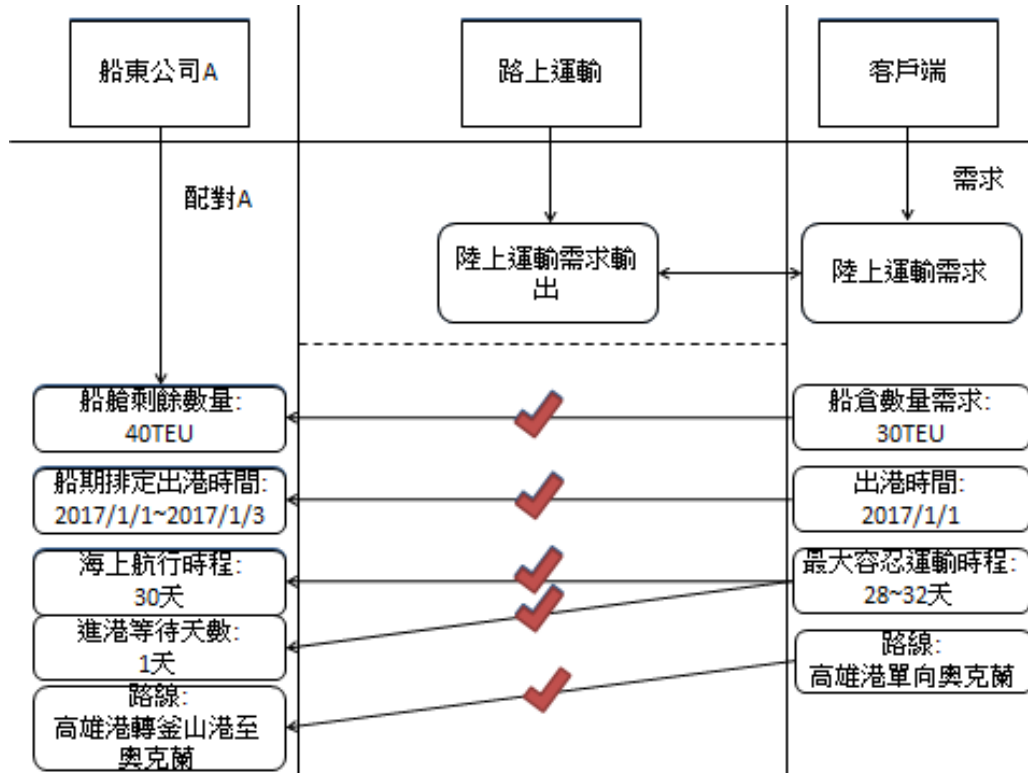 船東公司A
路上運輸
客戶端
配對A
需求
陸上運輸需求輸
出
陸上運輸需求
船艙剩餘數量:
40TEU
船倉數量需求:
30TEU
船期排定出港時間:
2017/1/1~2017/1/3
出港時間:
2017/1/1
海上航行時程:
30天
最大容忍運輸時程:
28~32天
進港等待天數:
1天
路線:
高雄港單向奧克蘭
路線:
高雄港轉釜山港至
奧克蘭